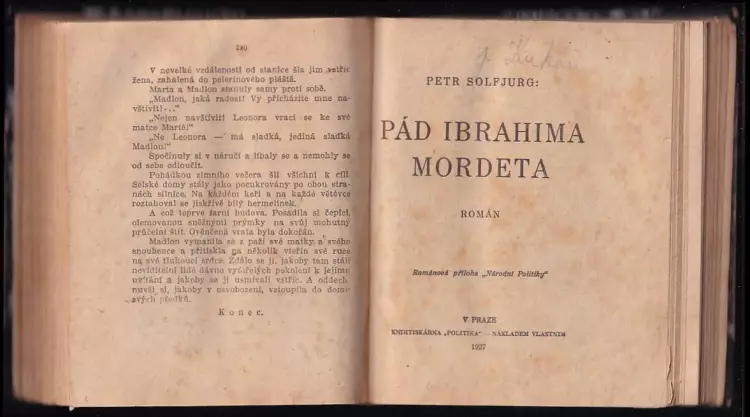 280
V nevelké vzdálenosti od stanice šla jim vstříc
žena, zahalená do pelerinového pláště.
Marta a Madlon stanuly samy proti sobě.
„Madlon, jaká radost! Vy přicházíte mne na-
vštíviti...“
„Nejen navštíviti! Leonora vrací se ke své
matce Martě!“
„Ne Leonora — má sladká, jediná sladká
Madlon!“
Spočinuly si v náručí a líbaly se a nemohly se
od sebe odloučit.
Pohádkou zimního večera šli všichni k cíli.
Selské domy stály jako pocukrovány po obou stra-
nách silnice. Na každém keři a na každé větévce
roztahoval se jiskřivě bílý hermelínek.
A což teprve farní budova. Posadila si čepici,
olemovanou sněžnými prýmky na svůj mohutný
průčelní štít. Ověnčená vrata byla dokořán.
Madlon vymanila se z paží své matky a svého
snoubence a přitiskla na několik vteřin své ruce
na své tlukoucí srdce. Zdálo se jí, jakoby tam stáli
neviditelní lidé dávno vymřelých pokolení k jejímu
uvítání a jakoby se jí usmívali vstříc. A oddech-
nuvši si, jakoby v osvobození, vstoupila do domu
svých předků.
Konec.
PETR SOLFJURG:
PÁD IBRAHIMA
MORDETA
ROMÁN
Románová příloha „Národní Politiky“
V PRAZE
KNIHTISKÁRNA „POLITIKA“ — NÁKLADEM VLASTNÍM
1927